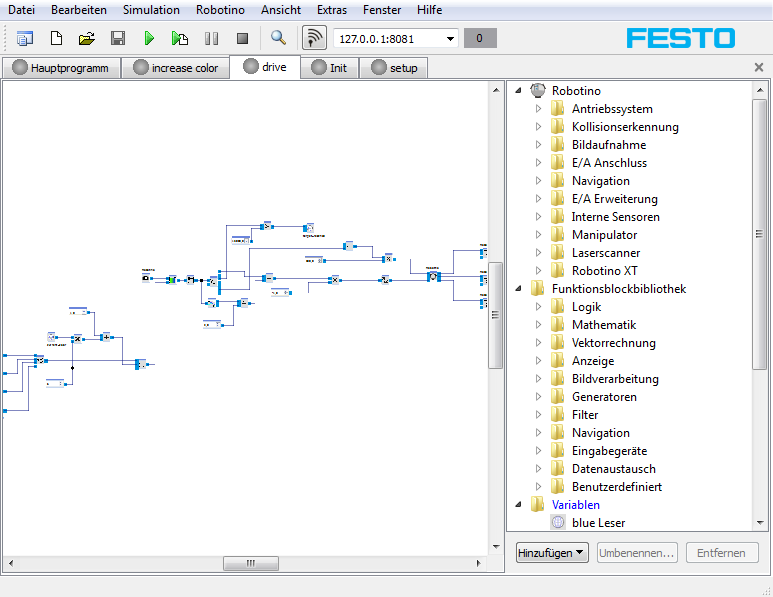 Datei Bearbeiten Simulation Robotino Ansicht Extras Fenster Hilfe
127.0.0.1:8081 0 FESTO
Hauptprogramm increase color drive Init setup
Robotino
Antriebssystem
Kollisionserkennung
Bildaufnahme
E/A Anschluss
Navigation
E/A Erweiterung
Interne Sensoren
Manipulator
Laserscanner
Robotino XT
Funktionsblockbibliothek
Logik
Mathematik
Vektorrechnung
Anzeige
Bildverarbeitung
Generatoren
Filter
Navigation
Eingabegeräte
Datenaustausch
Benutzerdefiniert
Variablen
blue Leser
Hinzufügen Umbenennen... Entfernen